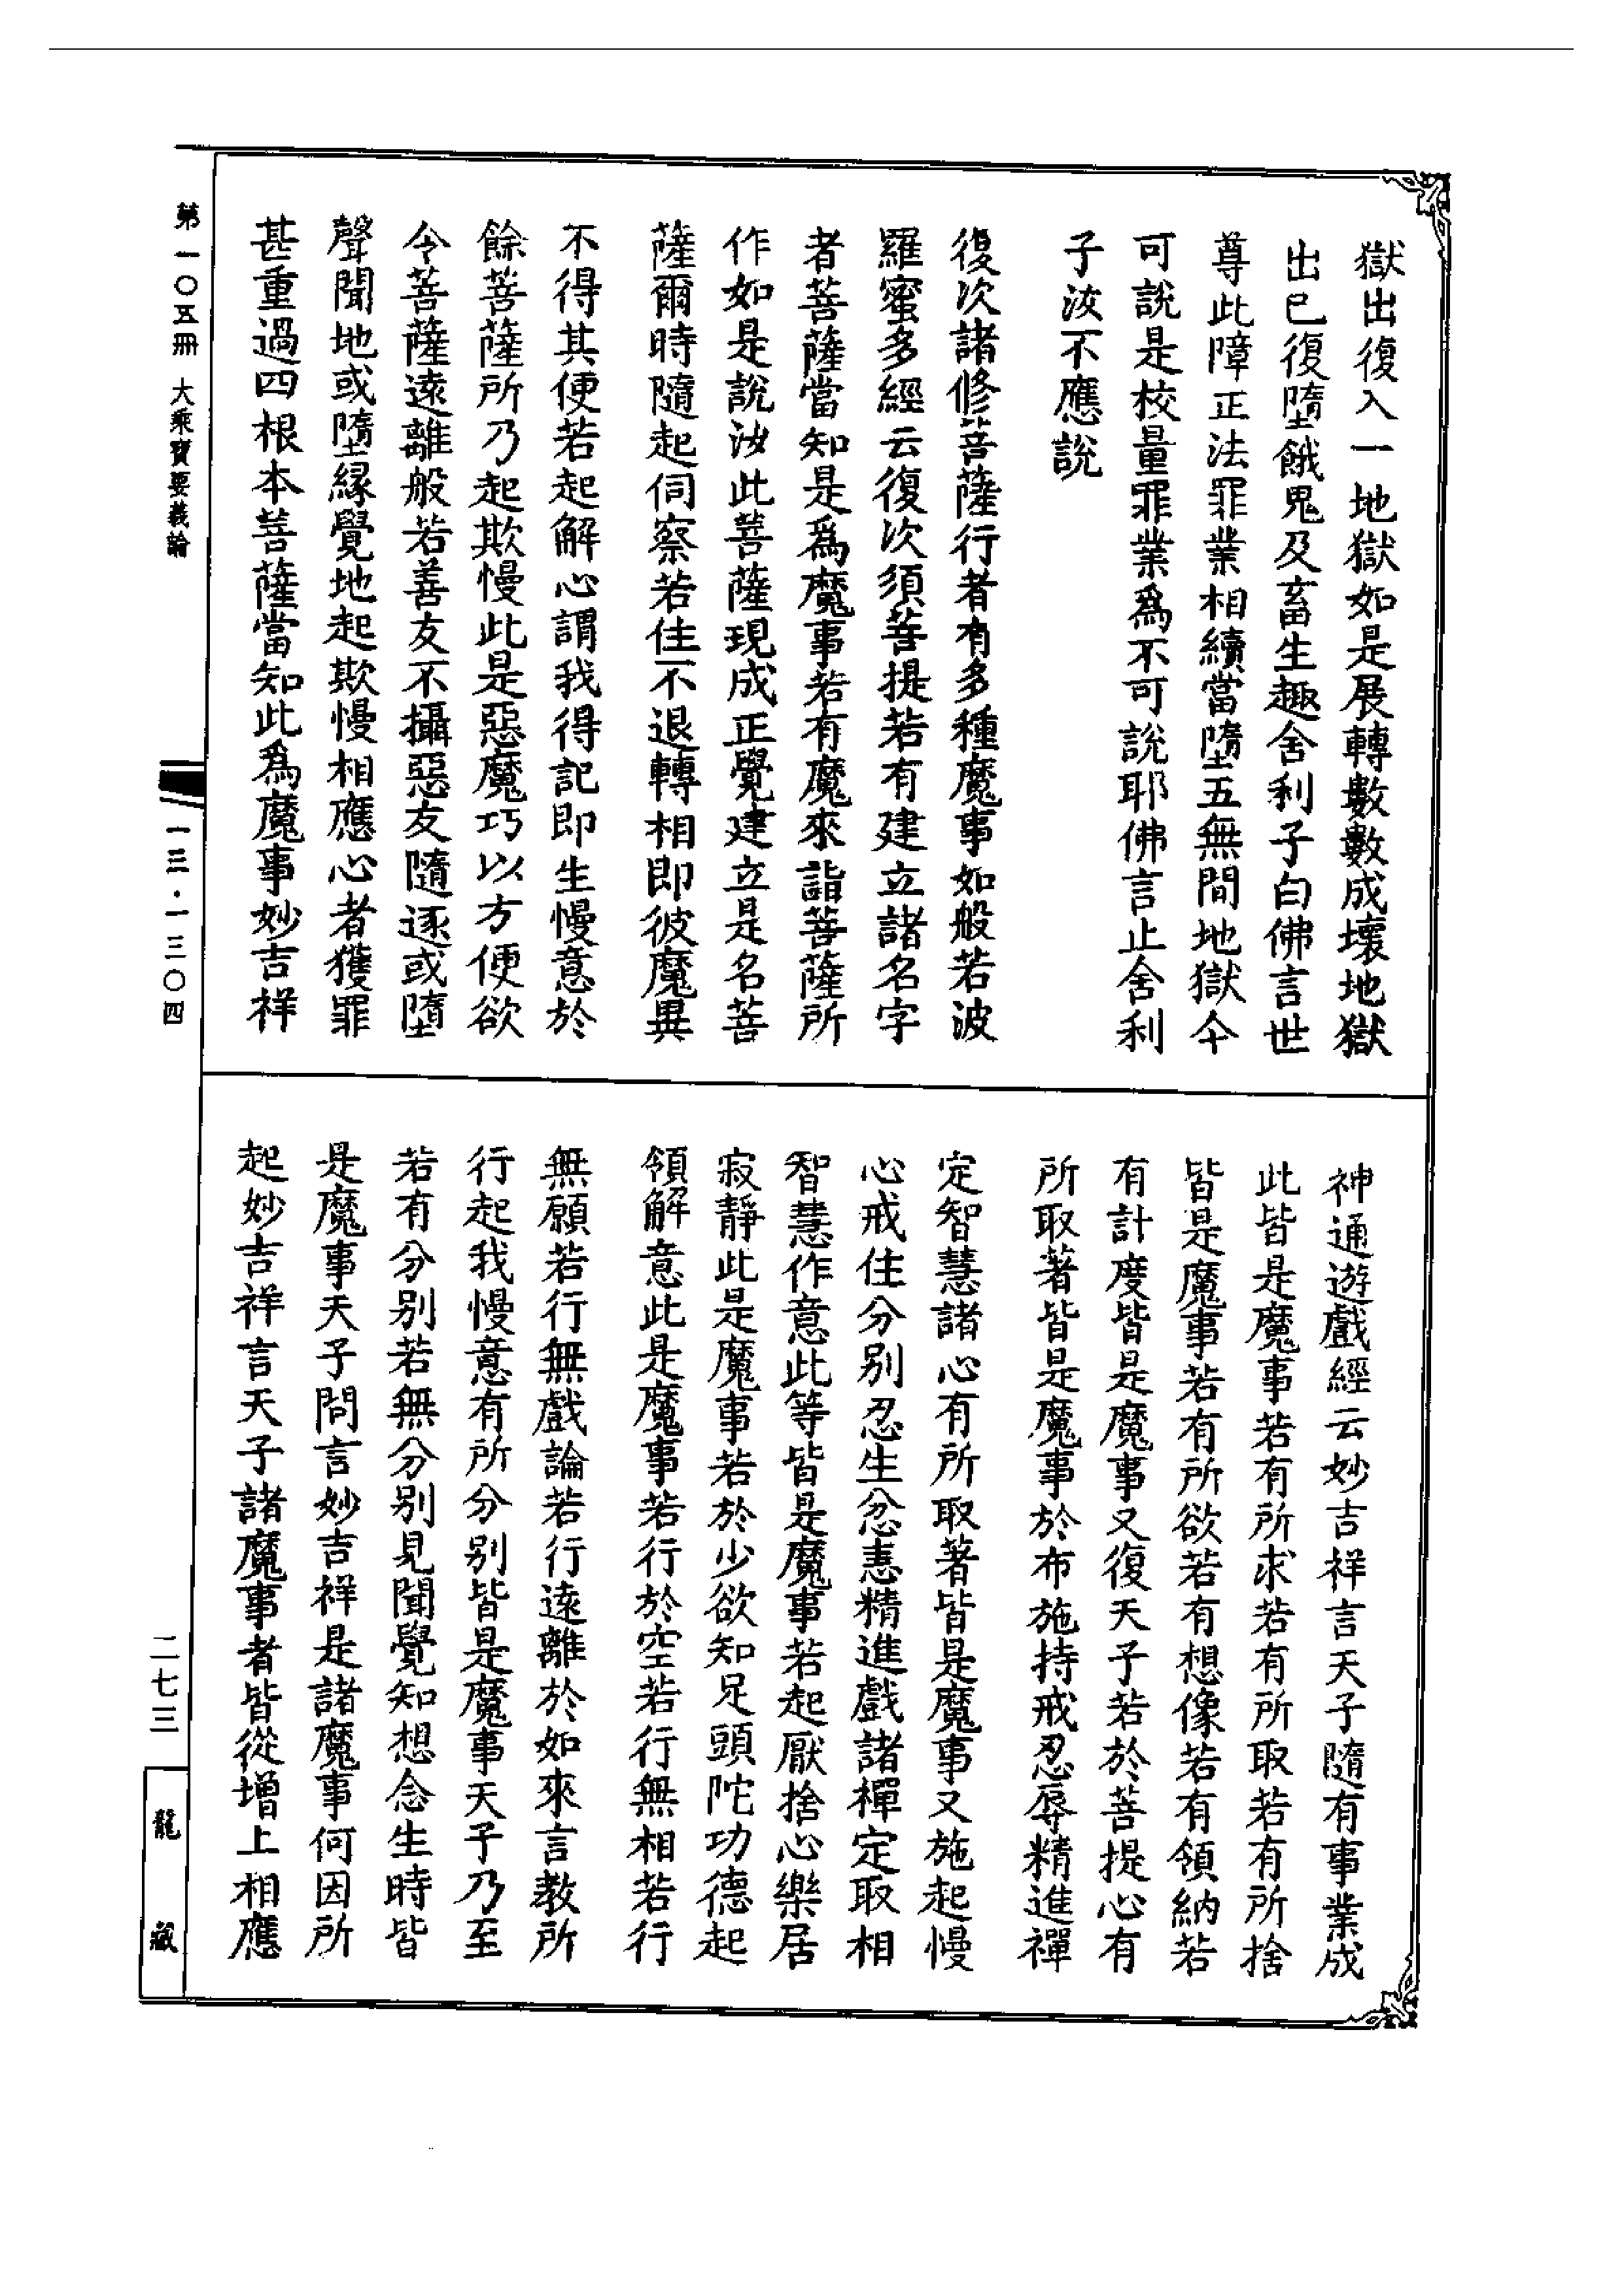 獄出復入一地獄如是展轉數數成壞地獄
出已復墮餓鬼及畜生趣舍利子白佛言世
尊此障正法罪業相續當墮五無間地獄今
可說是校量罪業為不可說耶佛言止舍利
子汝不應說
復次諸修菩薩行者有多種魔事如般若波
羅蜜多經云復次須菩提若有建立諸名字
者菩薩當知是為魔事若有魔來詣菩薩所
作如是說汝此菩薩現成正覺建立是名菩
薩爾時隨起伺察若住不退轉相即彼魔異
不得其便若起解心謂我得記即生慢意於
餘菩薩所乃起欺慢此是惡魔巧以方便欲
令菩薩遠離般若善友不攝惡友隨逐或墮
聲聞地或墮緣覺地起欺慢相應心者獲罪
甚重過四根本菩薩當知此為魔事妙吉祥
神通遊戲經云妙吉祥言天子隨有事業成
此皆是魔事若有所求若有所取若有所捨
皆是魔事若有所欲若有想像若有領納若
有計度皆是魔事又復天子若於菩提心有
所取著皆是魔事於布施持戒忍辱精進禪
定智慧諸心有所取著皆是魔事又施起慢
心戒住分別忍生忿恚精進戲諸禪定取相
智慧作意此等皆是魔事若起厭捨心樂居
寂靜此是魔事若於少欲知足頭陀功德起
領解意此是魔事若行於空若行無相若行
無願若行無戲論若行遠離於如來言教所
行起我慢意有所分別皆是魔事天子乃至
若有分別若無分別見聞覺知想念生時皆
是魔事天子問言妙吉祥是諸魔事何因所
起妙吉祥言天子諸魔事者皆從增上相應
第一〇五冊 大乘寶要義論
一三·一三〇四
二七三
龍藏